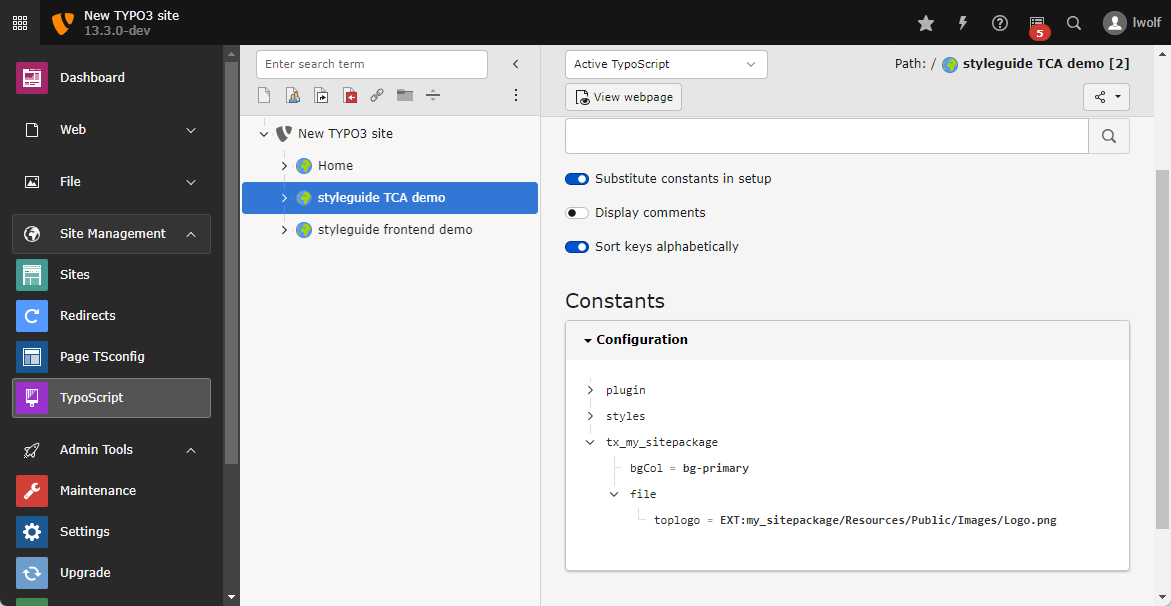 New TYPO3 site
13.3.0-dev
5
lwolf
Dashboard
Web
File
Site Management
Sites
Redirects
Page TSconfig
TypoScript
Admin Tools
Maintenance
Settings
Upgrade
Enter search term
New TYPO3 site
Home
styleguide TCA demo
styleguide frontend demo
Active TypoScript
Path: / styleguide TCA demo [2]
View webpage
Substitute constants in setup
Display comments
Sort keys alphabetically
Constants
Configuration
plugin
styles
tx_my_sitepackage
bgCol = bg-primary
file
toplogo = EXT:my_sitepackage/Resources/Public/Images/Logo.png